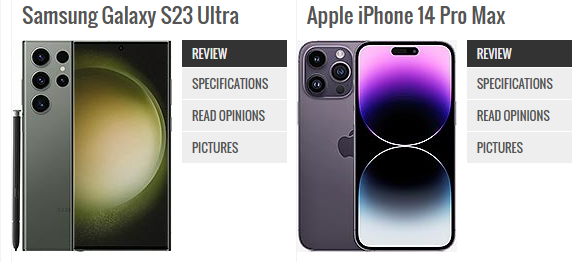 Samsung Galaxy S23 Ultra
REVIEW
SPECIFICATIONS
READ OPINIONS
PICTURES
Apple iPhone 14 Pro Max
REVIEW
SPECIFICATIONS
READ OPINIONS
PICTURES